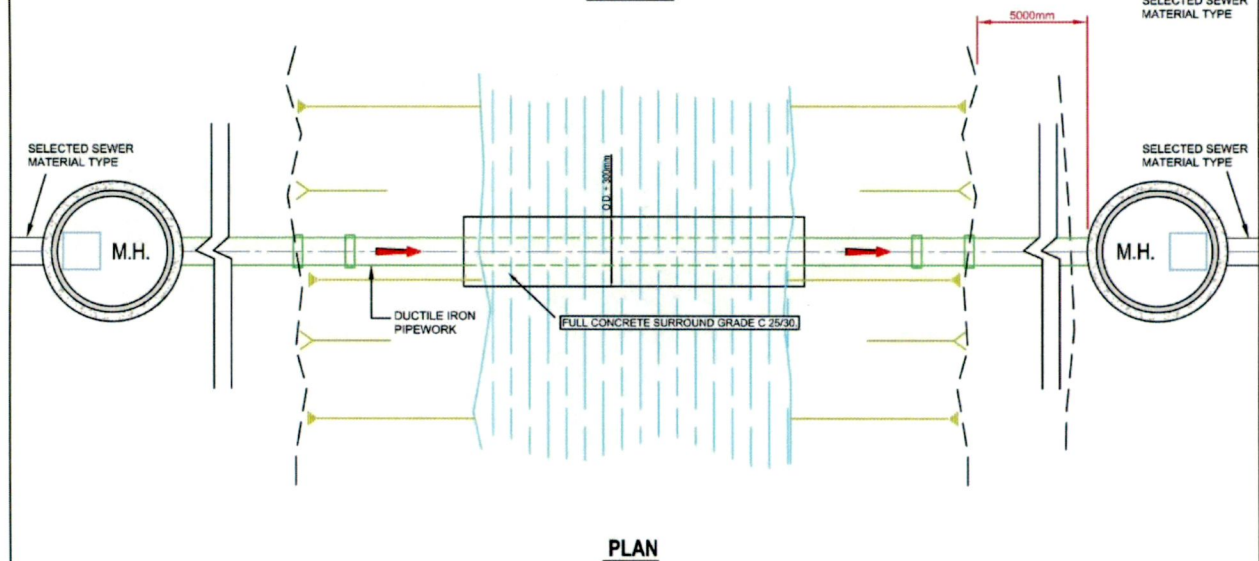 SELECTED SEWER
MATERIAL TYPE
5000mm
SELECTED SEWER
MATERIAL TYPE
SELECTED SEWER
MATERIAL TYPE
O.D. + 300mm
M.H.
M.H.
DUCTILE IRON
PIPEWORK
FULL CONCRETE SURROUND GRADE C 25/30.
PLAN